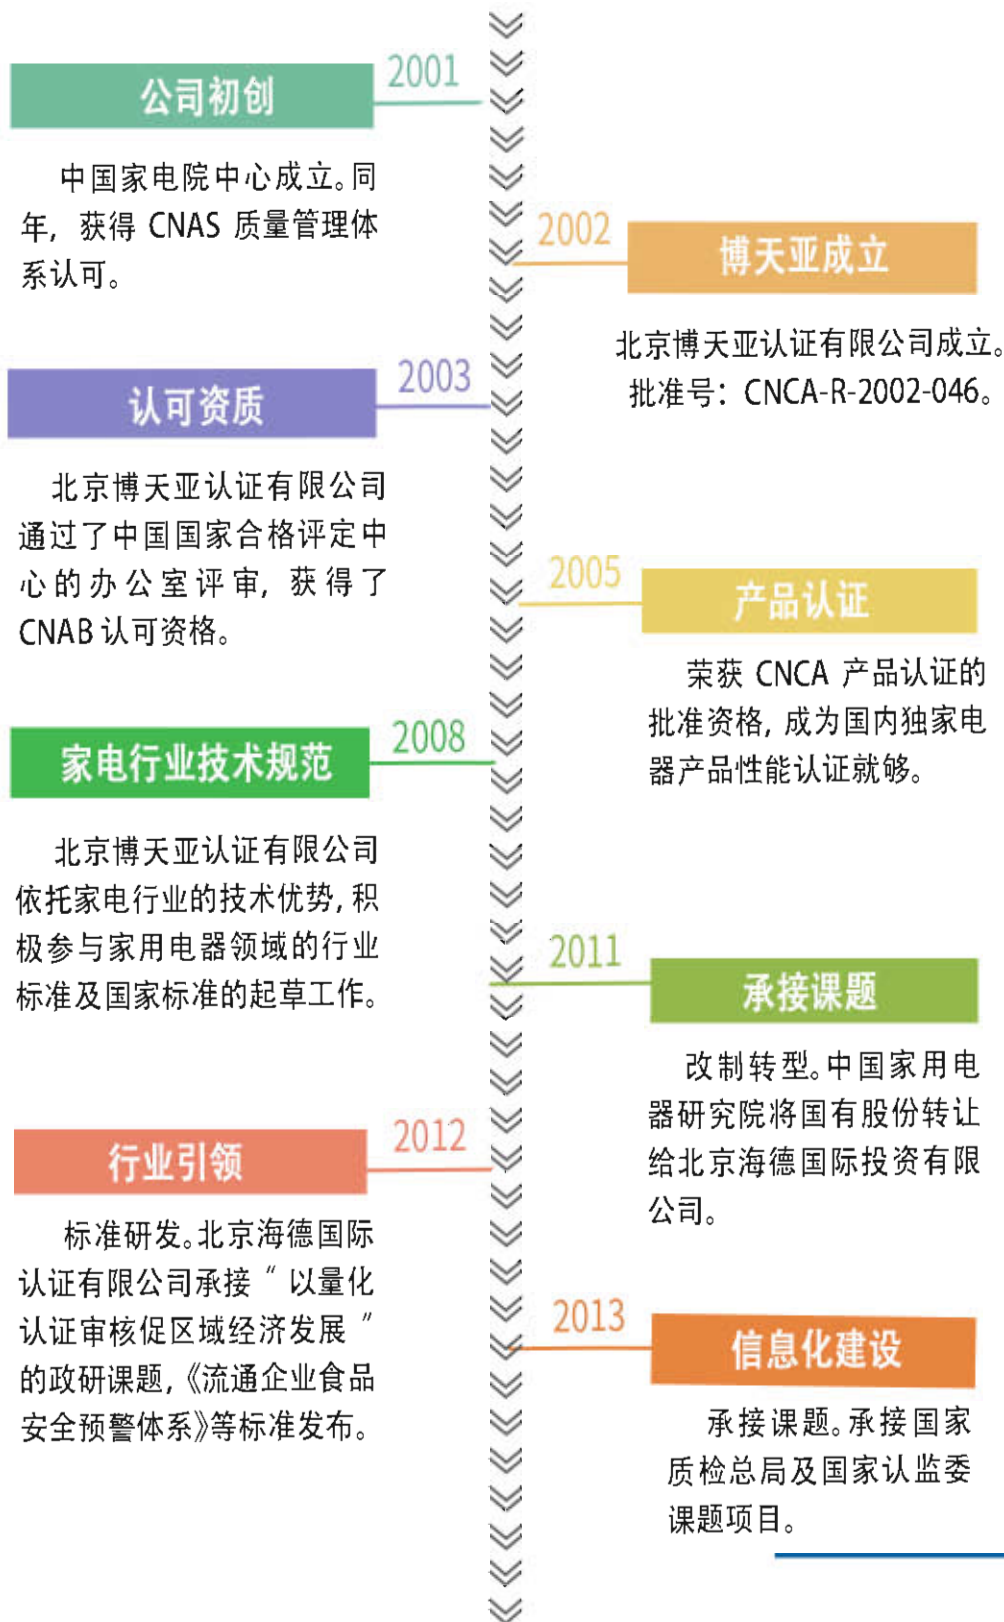 2001
公司初创
中国家电院中心成立。同
年，获得 CNAS 质量管理体
系认可。
2002
博天亚成立
北京博天亚认证有限公司成立。
批准号：CNCA-R-2002-046。
2003
认可资质
北京博天亚认证有限公司
通过了中国国家合格评定中
心的办公室评审，获得了
CNAB 认可资格。
2005
产品认证
荣获 CNCA 产品认证的
批准资格，成为国内独家电
器产品性能认证就够。
2008
家电行业技术规范
北京博天亚认证有限公司
依托家电行业的技术优势，积
极参与家用电器领域的行业
标准及国家标准的起草工作。
2011
承接课题
改制转型。中国家用电
器研究院将国有股份转让
给北京海德国际投资有限
公司。
2012
行业引领
标准研发。北京海德国际
认证有限公司承接“以量化
认证审核促区域经济发展”
的政研课题，《流通企业食品
安全预警体系》等标准发布。
2013
信息化建设
承接课题。承接国家
质检总局及国家认监委
课题项目。